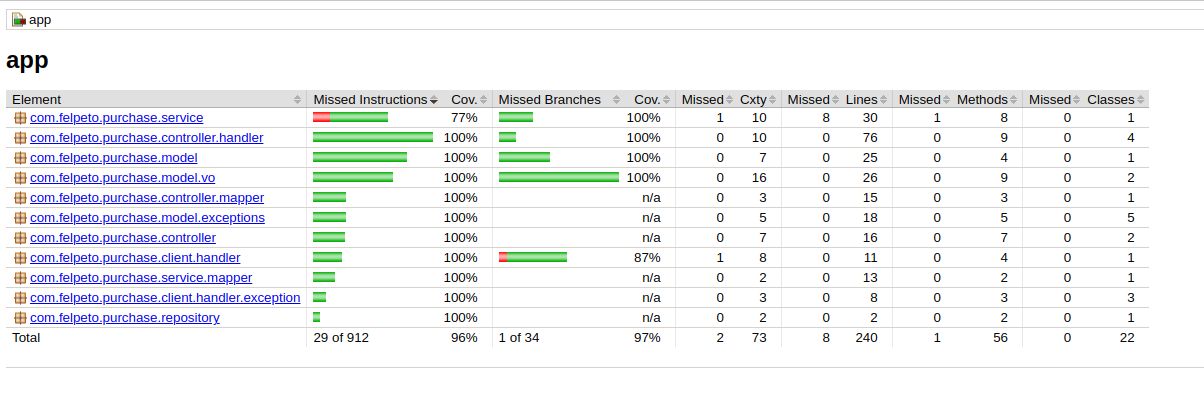 app
app
Element Missed Instructions Cov. Missed Branches Cov. Missed Cxty Missed Lines Missed Methods Missed Classes
com.felpeto.purchase.service 77% 100% 1 10 8 30 1 8 0 1
com.felpeto.purchase.controller.handler 100% 100% 0 10 0 76 0 9 0 4
com.felpeto.purchase.model 100% 100% 0 7 0 25 0 4 0 1
com.felpeto.purchase.model.vo 100% 100% 0 16 0 26 0 9 0 2
com.felpeto.purchase.controller.mapper 100% n/a 0 3 0 15 0 3 0 1
com.felpeto.purchase.model.exceptions 100% n/a 0 5 0 18 0 5 0 5
com.felpeto.purchase.controller 100% n/a 0 7 0 16 0 7 0 2
com.felpeto.purchase.client.handler 100% 87% 1 8 0 11 0 4 0 1
com.felpeto.purchase.service.mapper 100% n/a 0 2 0 13 0 2 0 1
com.felpeto.purchase.client.handler.exception 100% n/a 0 3 0 8 0 3 0 3
com.felpeto.purchase.repository 100% n/a 0 2 0 2 0 2 0 1
Total 29 of 912 96% 1 of 34 97% 2 73 8 240 1 56 0 22